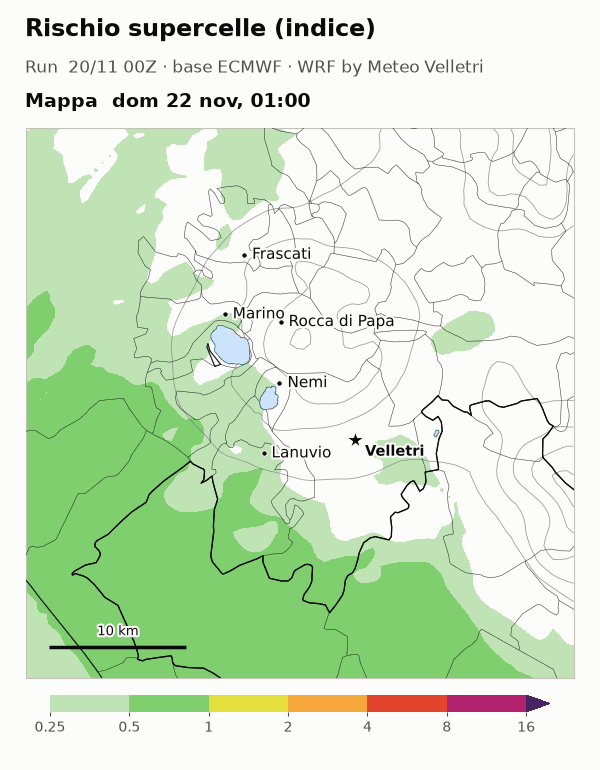 Rischio supercelle (indice)
Run  20/11 00Z · base ECMWF · WRF by Meteo Velletri
Mappa  dom 22 nov, 01:00
Frascati
Marino
Rocca di Papa
Nemi
Velletri
Lanuvio
10 km
0.25 0.5 1 2 4 8 16